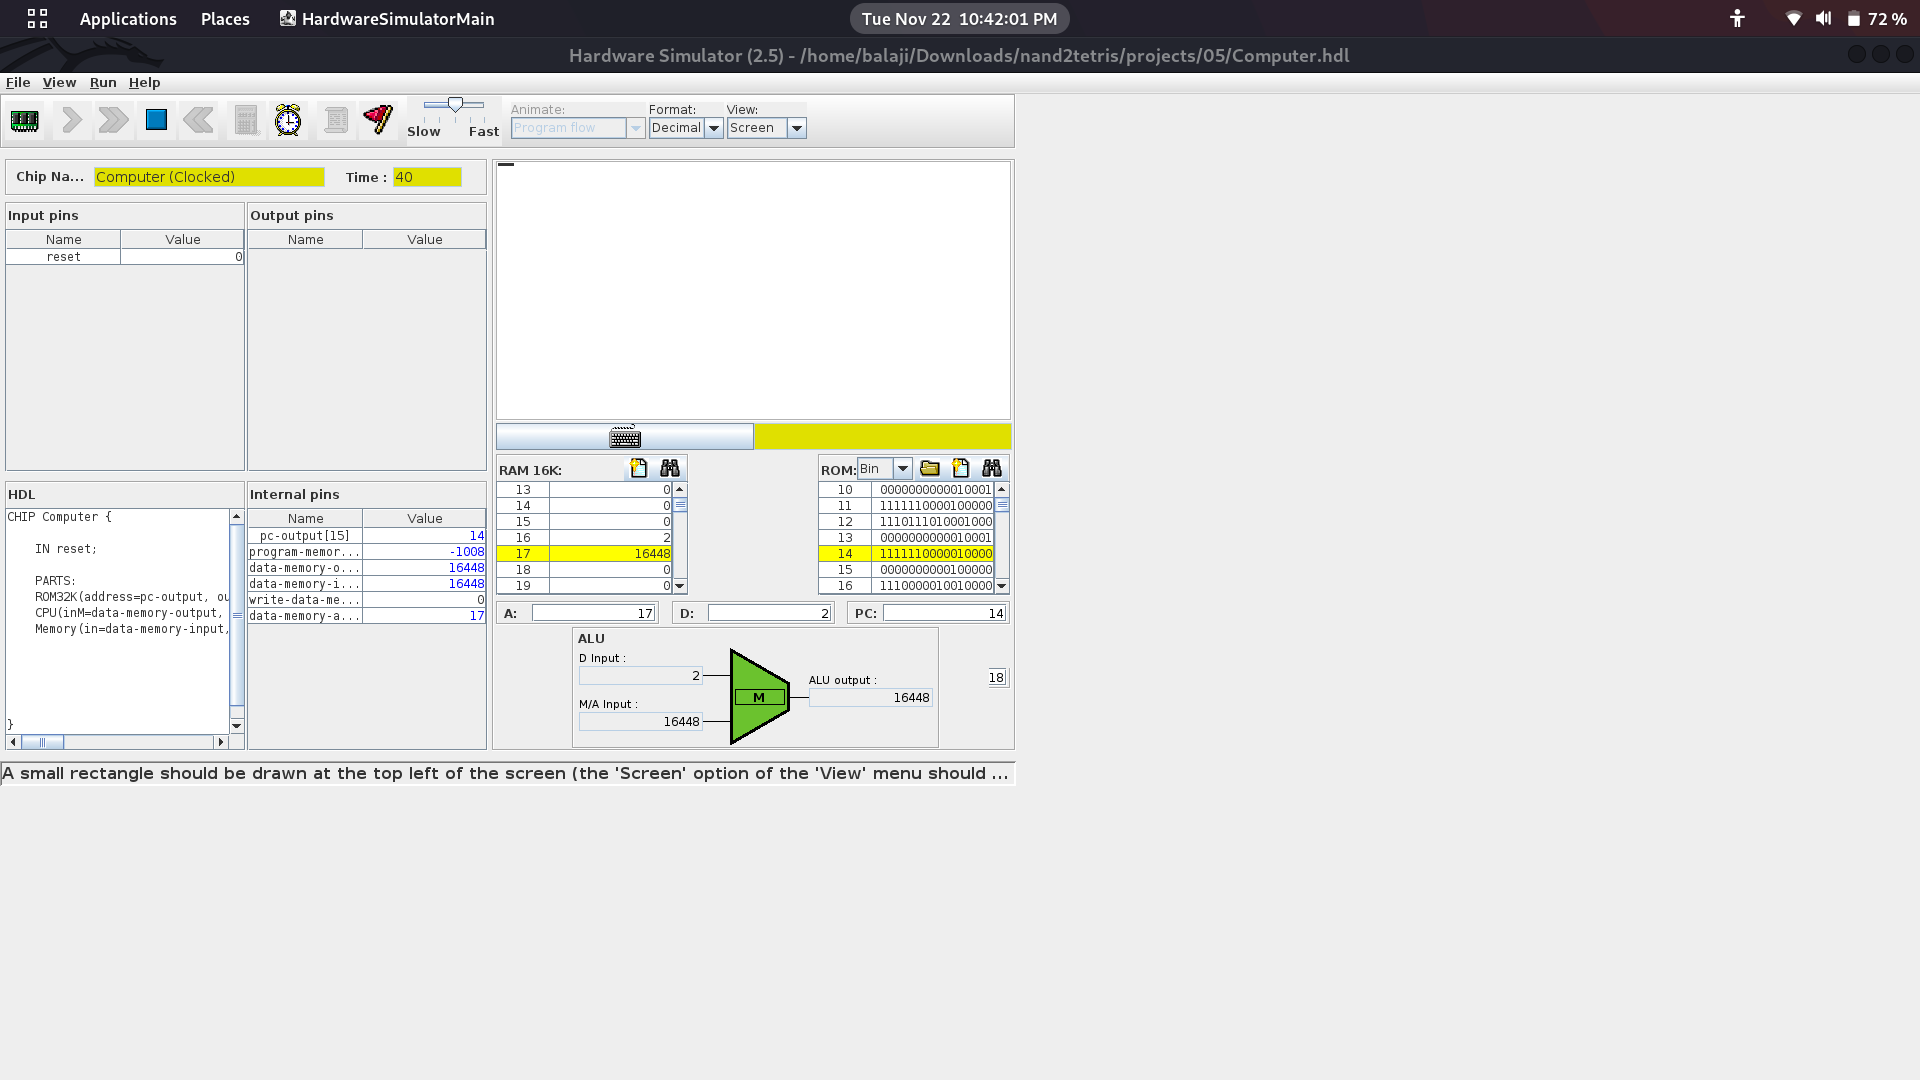 Applications Places HardwareSimulatorMain Tue Nov 22 10:42:01 PM 72 %
Hardware Simulator (2.5) - /home/balaji/Downloads/nand2tetris/projects/05/Computer.hdl
File View Run Help
Slow Fast
Animate: Format: View:
Program flow Decimal Screen
Chip Na... Computer (Clocked) Time : 40
Input pins
Name Value
reset 0
Output pins
Name Value
HDL
CHIP Computer {
IN reset;
PARTS:
ROM32K(address=pc-output, ou
CPU(inM=data-memory-output,
Memory(in=data-memory-input,
}
Internal pins
Name Value
pc-output[15] 14
program-memor... -1008
data-memory-o... 16448
data-memory-i... 16448
write-data-me... 0
data-memory-a... 17
RAM 16K:
13 0
14 0
15 0
16 2
17 16448
18 0
19 0
ROM: Bin
10 0000000000010001
11 1111110000100000
12 1110111010001000
13 0000000000010001
14 1111110000010000
15 0000000000100000
16 1110000010010000
A: 17 D: 2 PC: 14
ALU
D Input :
2
M/A Input :
16448
M
ALU output :
16448
18
A small rectangle should be drawn at the top left of the screen (the 'Screen' option of the 'View' menu should ...